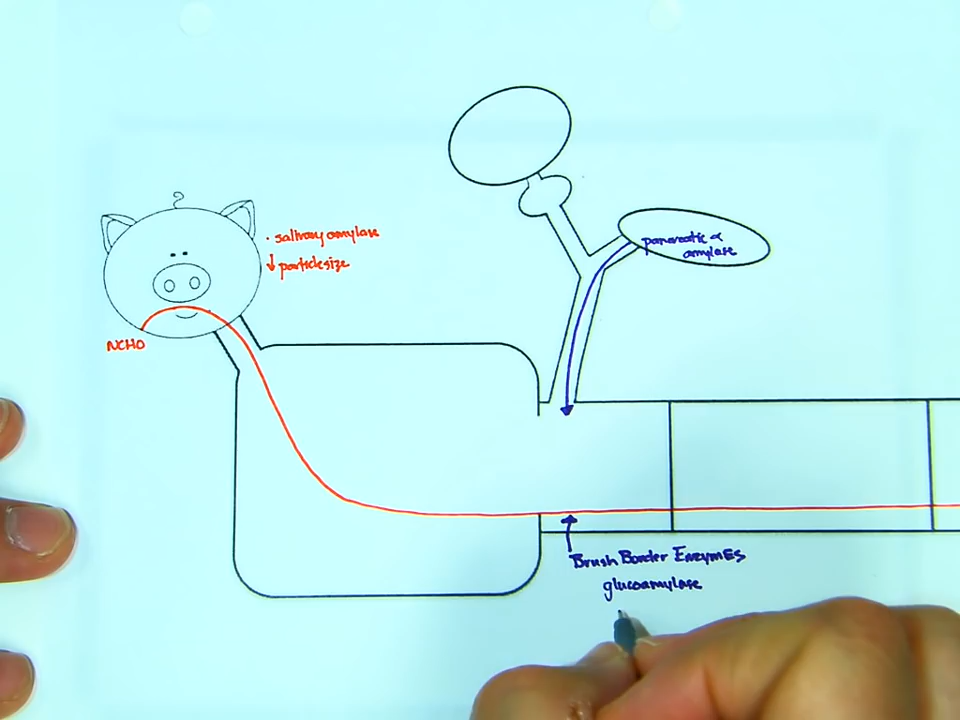 · salivary amylase
↓ particle size
NCHO
pancreatic α
amylase
Brush Border Enzymes
glucoamylase